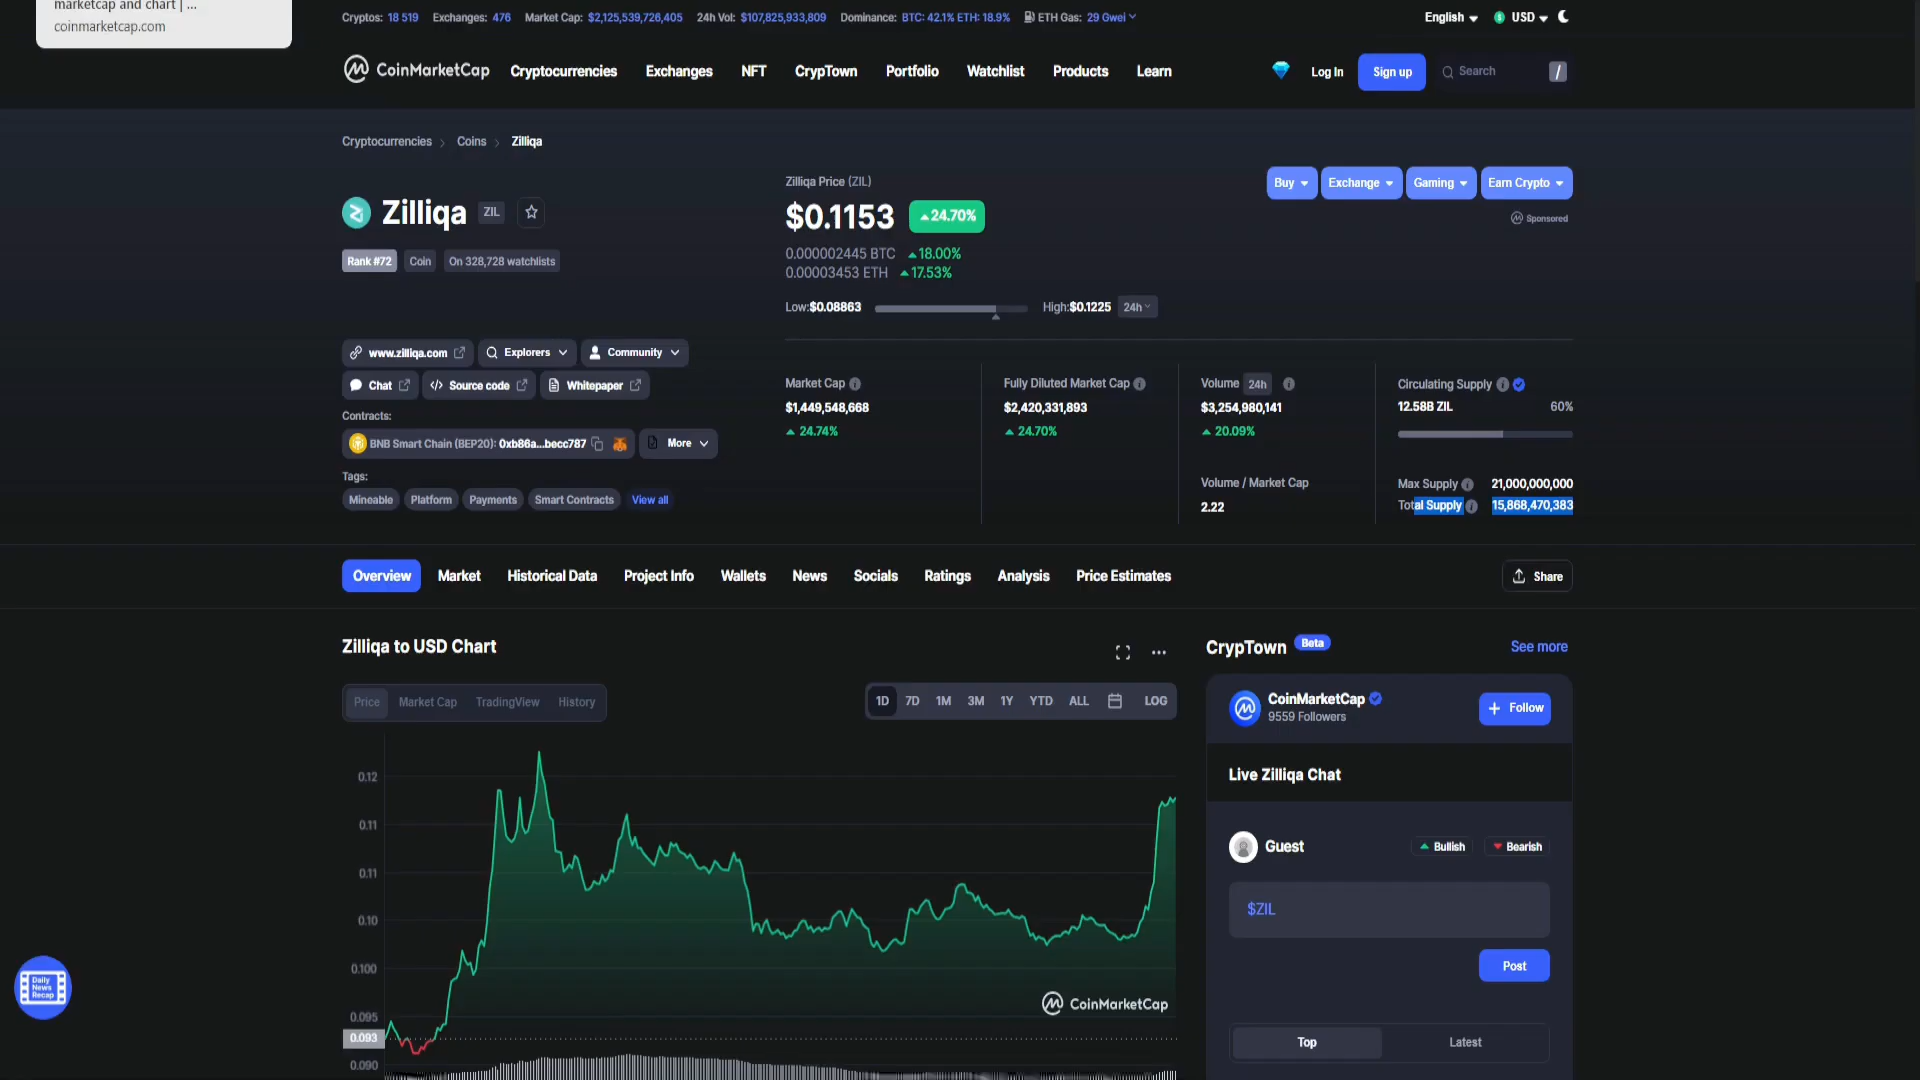 marketcap and chart | ...
coinmarketcap.com
Cryptos: 18 519 Exchanges: 476 Market Cap: $2,125,539,726,405 24h Vol: $107,825,933,809 Dominance: BTC: 42.1% ETH: 18.9% ETH Gas: 29 Gwei
English USD
CoinMarketCap Cryptocurrencies Exchanges NFT CrypTown Portfolio Watchlist Products Learn
Log In Sign up Search /
Cryptocurrencies Coins Zilliqa
Zilliqa ZIL
Rank #72 Coin On 328,728 watchlists
Zilliqa Price (ZIL)
$0.1153 24.70%
0.000002445 BTC 18.00%
0.00003453 ETH 17.53%
Low:$0.08863 High:$0.1225 24h
Buy Exchange Gaming Earn Crypto
Sponsored
www.zilliqa.com Explorers Community
Chat Source code Whitepaper
Contracts:
BNB Smart Chain (BEP20): 0xb86a...becc787 More
Tags:
Mineable Platform Payments Smart Contracts View all
Market Cap
$1,449,548,668
24.74%
Fully Diluted Market Cap
$2,420,331,893
24.70%
Volume 24h
$3,254,980,141
20.09%
Volume / Market Cap
2.22
Circulating Supply
12.58B ZIL 60%
Max Supply 21,000,000,000
Total Supply 15,868,470,383
Overview Market Historical Data Project Info Wallets News Socials Ratings Analysis Price Estimates
Share
Zilliqa to USD Chart
Price Market Cap TradingView History
1D 7D 1M 3M 1Y YTD ALL LOG
0.12
0.11
0.11
0.10
0.100
0.095
0.093
0.090
CoinMarketCap
CrypTown Beta See more
CoinMarketCap
9559 Followers
Follow
Live Zilliqa Chat
Guest Bullish Bearish
$ZIL
Post
Top Latest
Daily
News
Recap